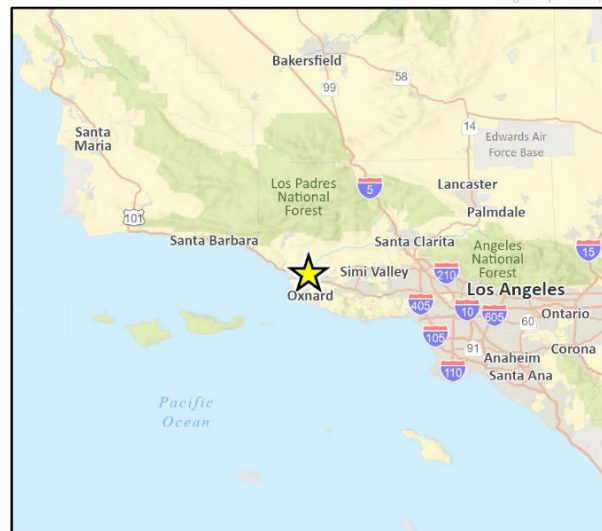 Bakersfield
58
99
Santa
Maria
14
Edwards Air
Force Base
Los Padres
National
Forest
5
Lancaster
Palmdale
101
Santa Barbara
Santa Clarita
Angeles
National
Forest
15
210
Simi Valley
Oxnard
Los Angeles
405
10
605
60
Ontario
105
91
Corona
Anaheim
Santa Ana
110
Pacific
Ocean